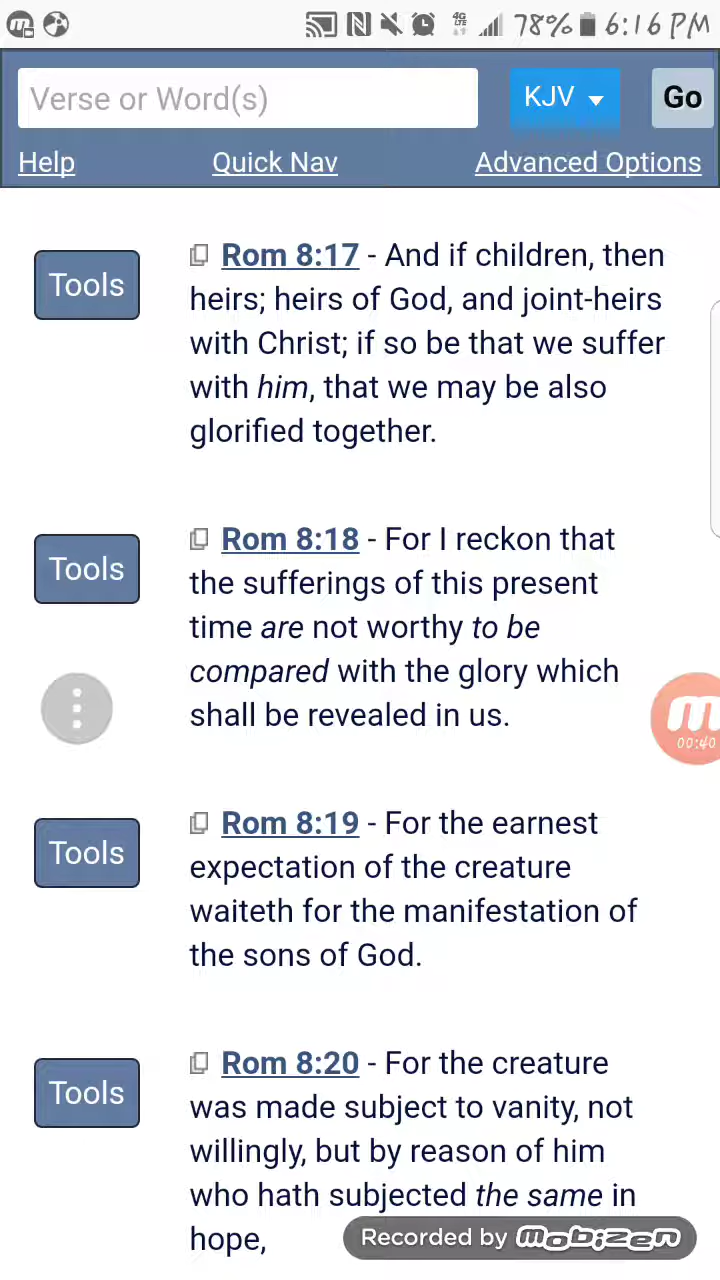 78% 6:16 PM
Verse or Word(s) KJV Go
Help Quick Nav Advanced Options
Tools
Rom 8:17 - And if children, then
heirs; heirs of God, and joint-heirs
with Christ; if so be that we suffer
with him, that we may be also
glorified together.
Tools
Rom 8:18 - For I reckon that
the sufferings of this present
time are not worthy to be
compared with the glory which
shall be revealed in us.
m
00:40
Tools
Rom 8:19 - For the earnest
expectation of the creature
waiteth for the manifestation of
the sons of God.
Tools
Rom 8:20 - For the creature
was made subject to vanity, not
willingly, but by reason of him
who hath subjected the same in
hope,
Recorded by mobizen